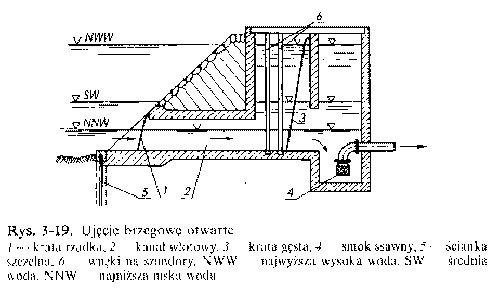 NWW
6
SW
NNW
3
5
1
2
4
Rys. 3-19. Ujęcie brzegowe otwarte
1 — krata rzadka, 2 kanał wlotowy, 3 krata gęsta, 4 smok ssawny, 5 ścianka
szczelna, 6 wnęki na szandory, NWW najwyższa wysoka woda, SW średnia
woda, NNW najniższa niska woda